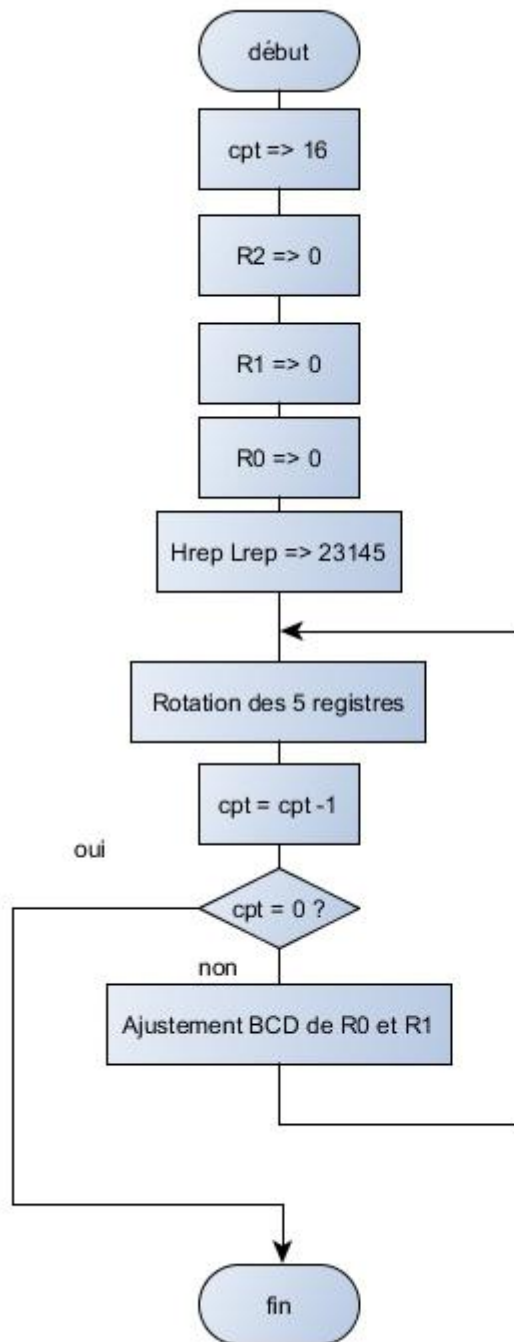 début
cpt => 16
R2 => 0
R1 => 0
R0 => 0
Hrep Lrep => 23145
Rotation des 5 registres
cpt = cpt -1
oui
cpt = 0 ?
non
Ajustement BCD de R0 et R1
fin